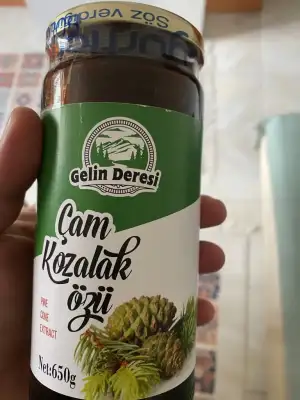 Söz verdi
Gelin Deresi
Çam
Kozalak
özü
PINE
CONE
EXTRACT
Net:650g